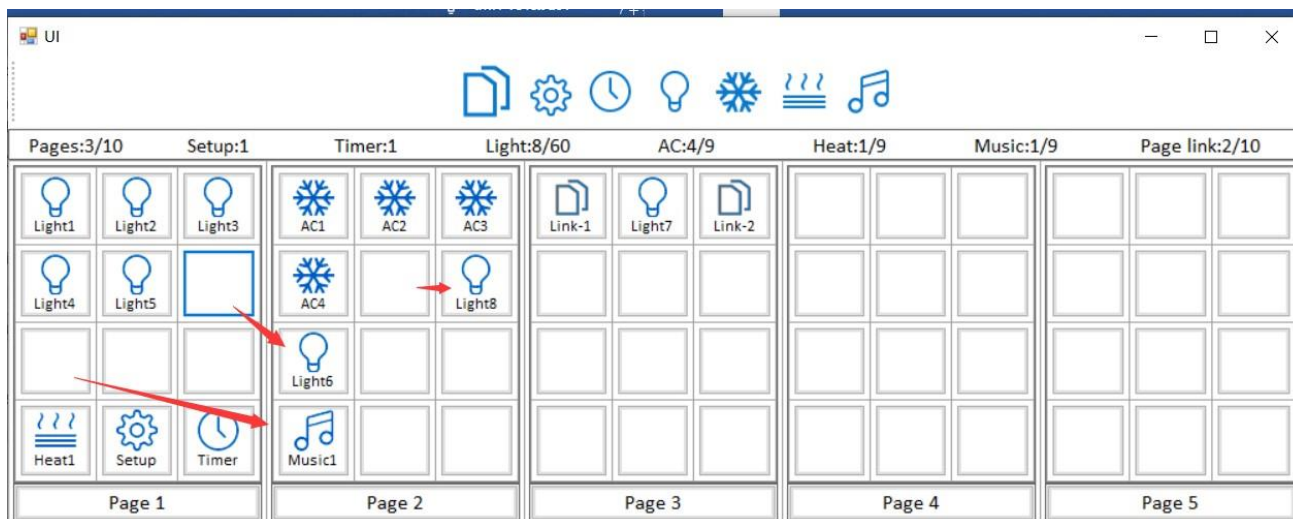 UI
Pages:3/10 Setup:1 Timer:1 Light:8/60 AC:4/9 Heat:1/9 Music:1/9 Page link:2/10
Light1 Light2 Light3 AC1 AC2 AC3 Link-1 Light7 Link-2
Light4 Light5 AC4 Light8
Light6
Heat1 Setup Timer Music1
Page 1 Page 2 Page 3 Page 4 Page 5